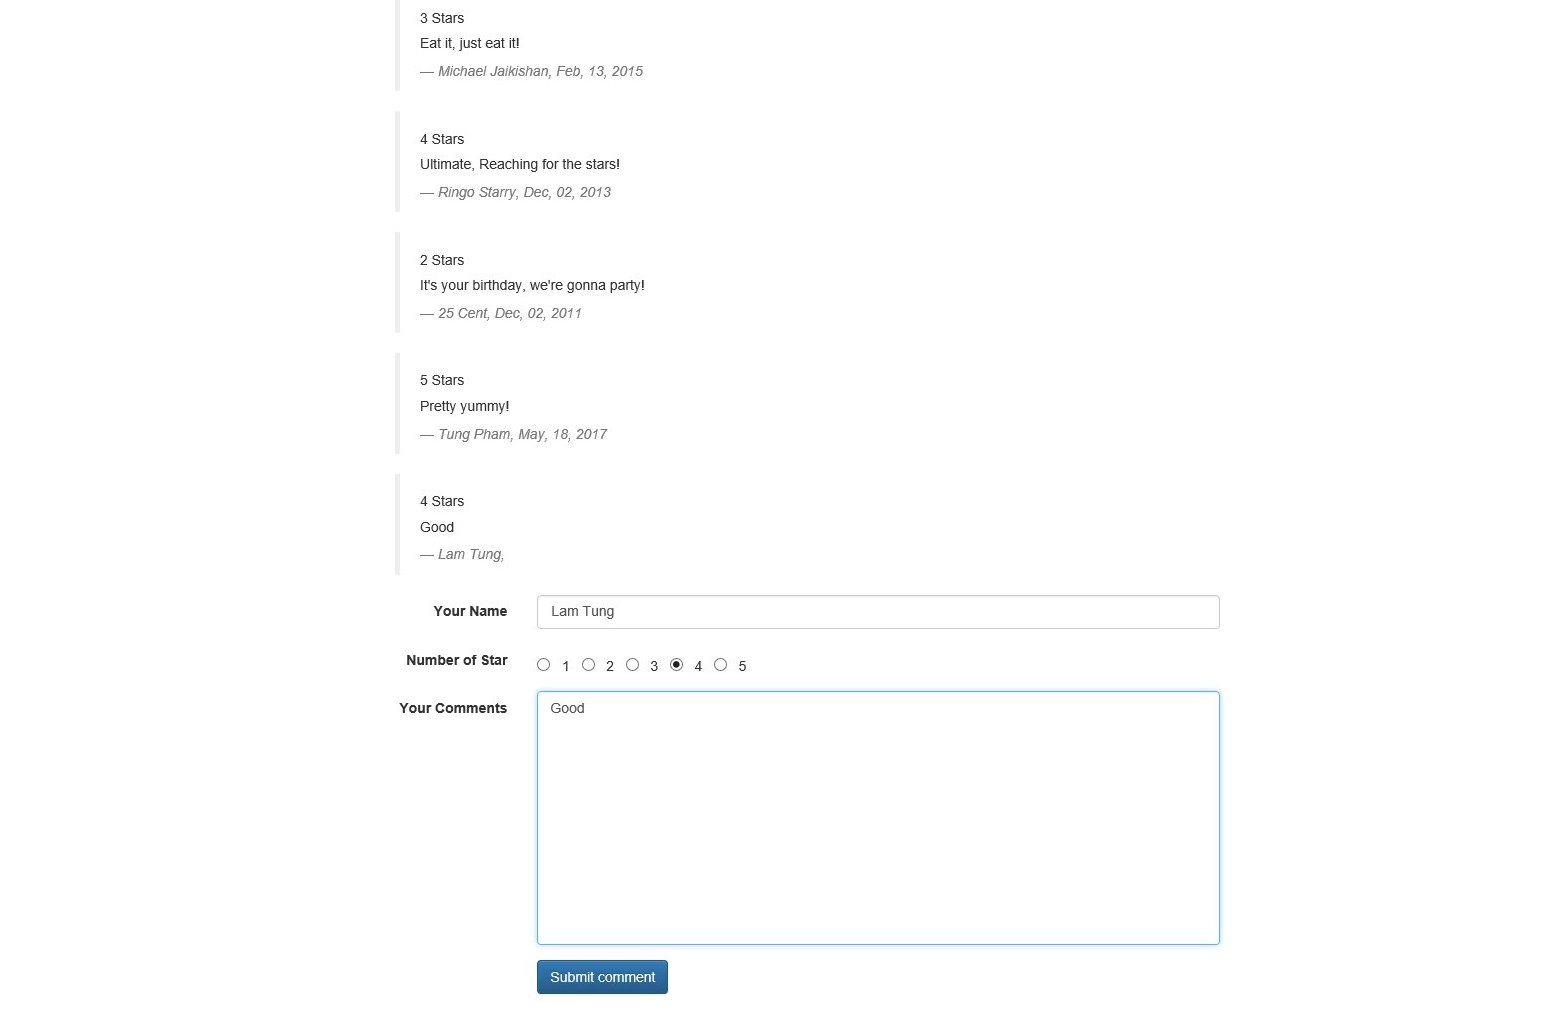 3 Stars
Eat it, just eat it!
— Michael Jaikishan, Feb, 13, 2015
4 Stars
Ultimate, Reaching for the stars!
— Ringo Starry, Dec, 02, 2013
2 Stars
It's your birthday, we're gonna party!
— 25 Cent, Dec, 02, 2011
5 Stars
Pretty yummy!
— Tung Pham, May, 18, 2017
4 Stars
Good
— Lam Tung,
Your Name Lam Tung
Number of Star 1 2 3 4 5
Your Comments Good
Submit comment